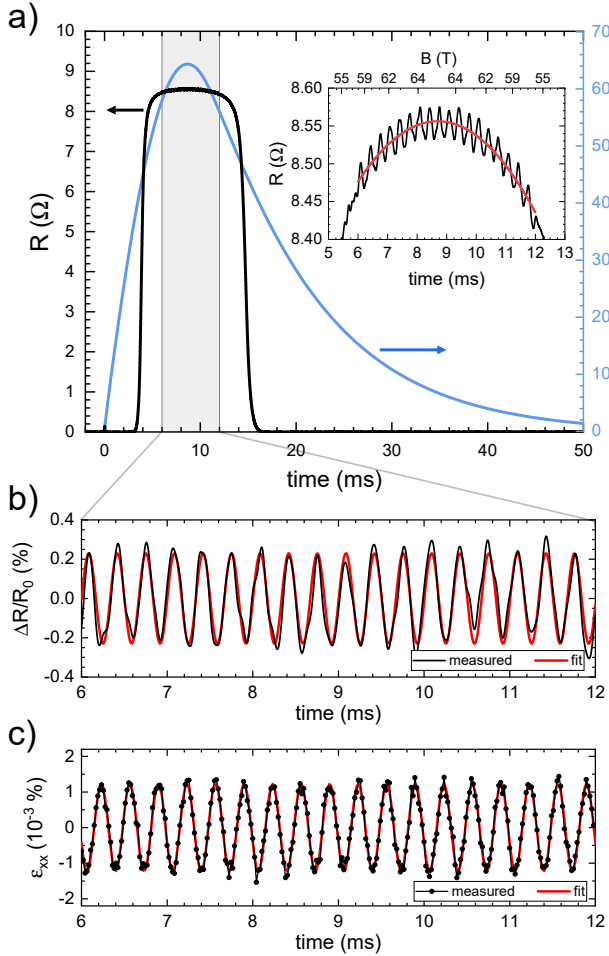 a)
10
9
8
7
6
5
4
3
2
1
0
R (Ω)
70
60
50
40
30
20
10
0
B (T)
55 59 62 64 64 62 59 55
8.60
8.55
8.50
8.45
8.40
R (Ω)
5 6 7 8 9 10 11 12 13
time (ms)
0 10 20 30 40 50
time (ms)
b)
0.4
0.2
0.0
-0.2
-0.4
ΔR/R0 (%)
measured fit
6 7 8 9 10 11 12
time (ms)
c)
2
1
0
-1
-2
εxx (10-3 %)
measured fit
6 7 8 9 10 11 12
time (ms)